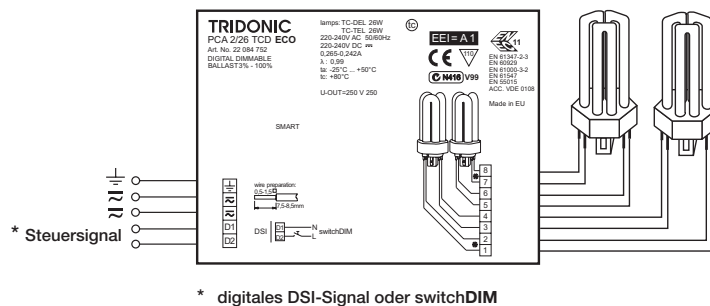 TRIDONIC
PCA 2/26 TCD ECO
Art. No. 22 084 752
DIGITAL DIMMABLE
BALLAST3% - 100%
lamps: TC-DEL 26W
TC-TEL 26W
220-240V AC 50/60Hz
220-240V DC ⎓
0,265-0,242A
λ : 0,99
ta: -25°C ... +50°C
tc: +80°C
U-OUT=250 V 250
tc
EEI = A 1
CE
110
N416 V99
11
EN 61347-2-3
EN 60929
EN 61000-3-2
EN 61547
EN 55015
ACC. VDE 0108
Made in EU
SMART
wire preparation:
0,5-1,5
7,5-8,5mm
D1
D2
DSI
D1
D2
N
L
switchDIM
8
7
6
5
4
3
2
1
* Steuersignal
* digitales DSI-Signal oder switchDIM